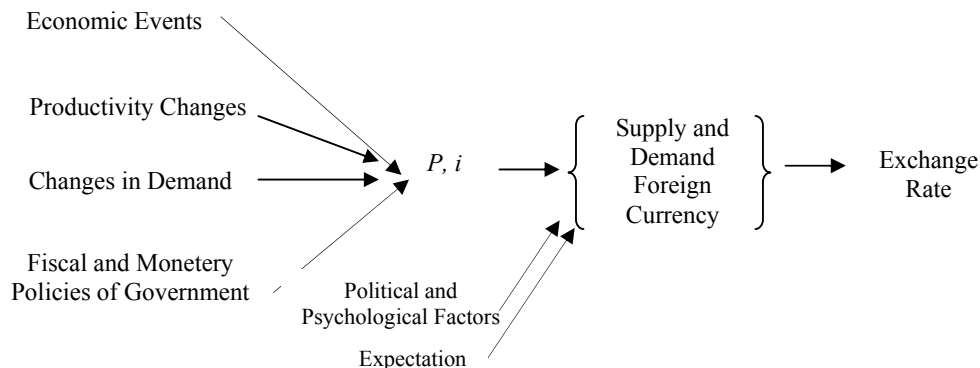 Economic Events
Productivity Changes
Changes in Demand
Fiscal and Monetery
Policies of Government
P, i
Supply and
Demand
Foreign
Currency
Exchange
Rate
Political and
Psychological Factors
Expectation